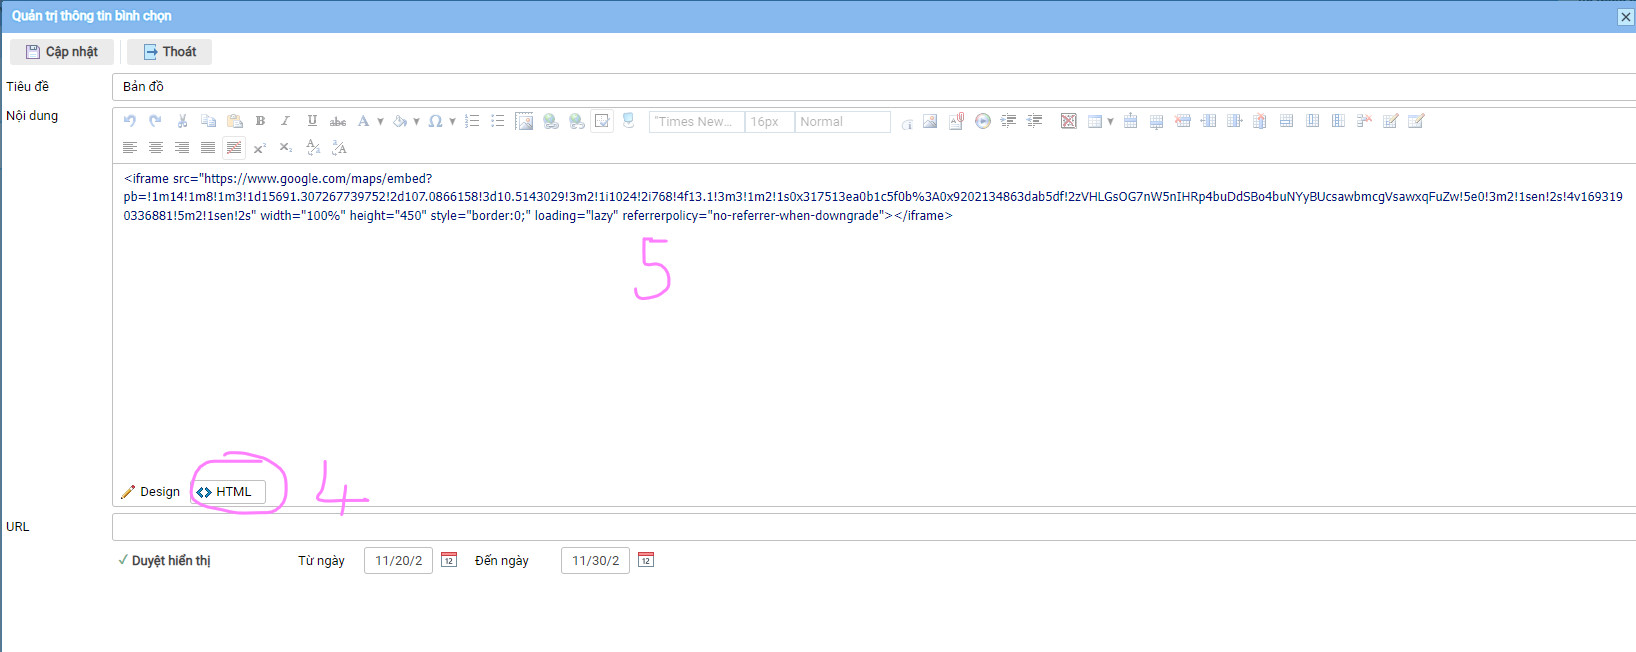 Quản trị thông tin bình chọn
Cập nhật
Thoát
Tiêu đề
Bản đồ
Nội dung
"Times New...
16px
Normal
<iframe src="https://www.google.com/maps/embed?
pb=!1m14!1m8!1m3!1d15691.307267739752!2d107.0866158!3d10.5143029!3m2!1i1024!2i768!4f13.1!3m3!1m2!1s0x317513ea0b1c5f0b%3A0x9202134863dab5df!2zVHLGsOG7nW5nIHRp4buDdSBo4buNYyBUcsawbmcgVsawxqFuZw!5e0!3m2!1sen!2s!4v169319
0336881!5m2!1sen!2s" width="100%" height="450" style="border:0;" loading="lazy" referrerpolicy="no-referrer-when-downgrade"></iframe>
5
Design
HTML
4
URL
Duyệt hiển thị
Từ ngày
11/20/2
12
Đến ngày
11/30/2
12